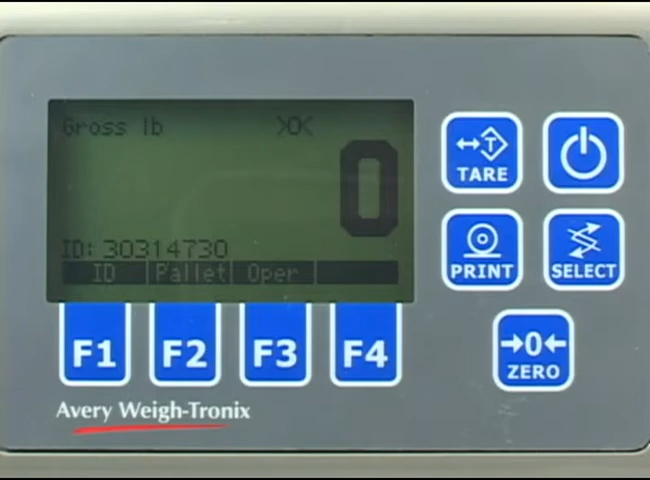 Gross lb >O<
0
ID: 30314730
ID Pallet Oper
T
TARE
PRINT
SELECT
F1 F2 F3 F4
→0←
ZERO
Avery Weigh-Tronix